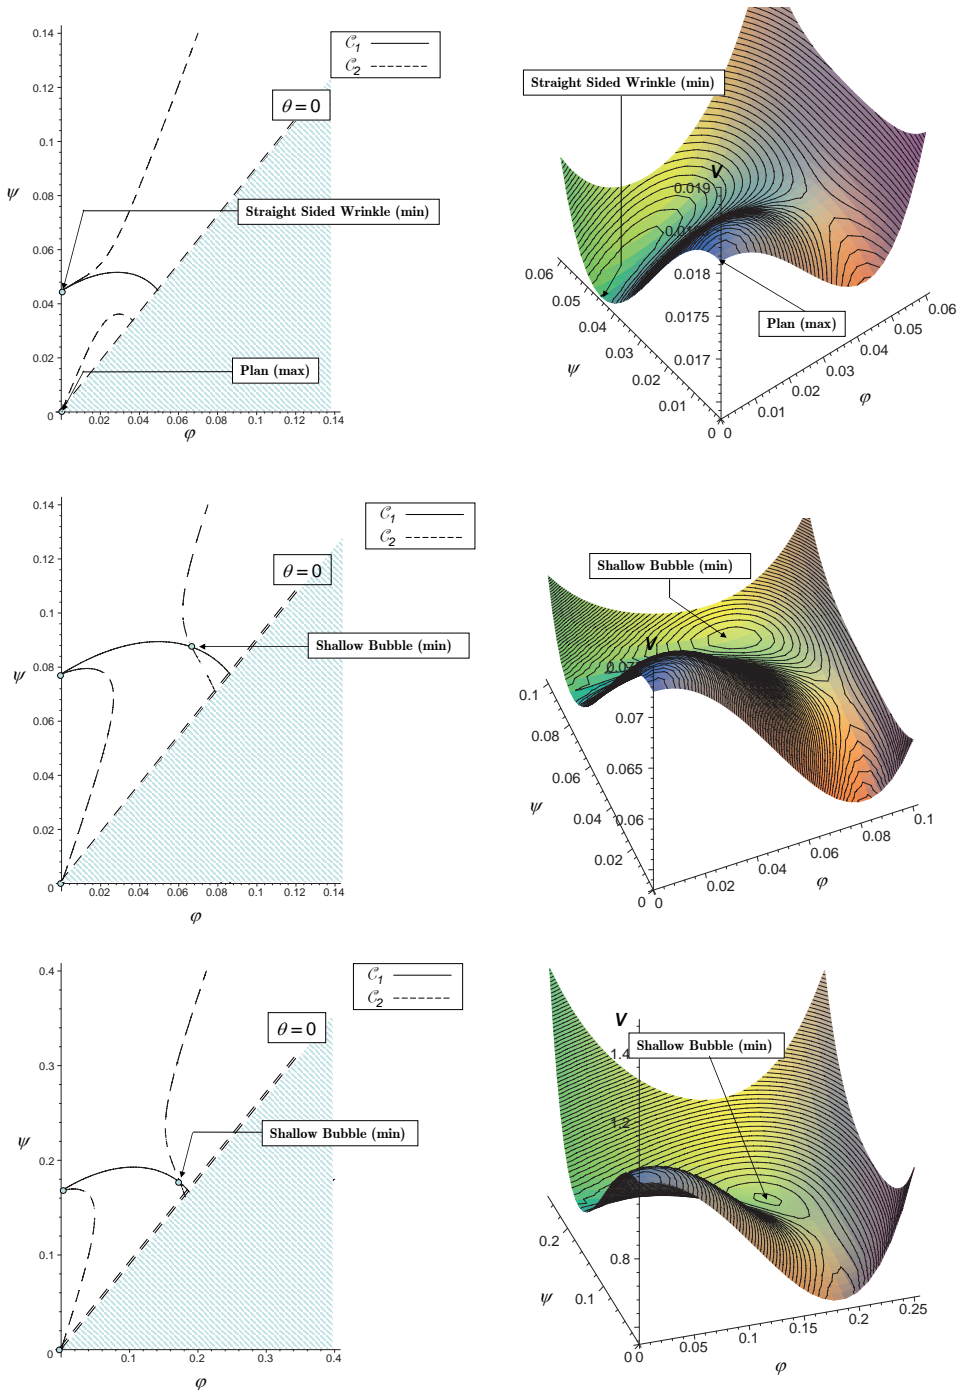 0.14
0.12
0.1
0.08
0.06
0.04
0.02
0
ψ
𝒞1
𝒞2
θ = 0
Straight Sided Wrinkle (min)
Plan (max)
0.02 0.04 0.06 0.08 0.1 0.12 0.14
φ
Straight Sided Wrinkle (min)
V
0.019
0.018
0.0175
0.017
Plan (max)
0.06
0.05
0.04
0.03
0.02
0.01
0 0
ψ
0.01
0.02
0.03
0.04
0.05
0.06
φ
0.14
0.12
0.1
0.08
0.06
0.04
0.02
0
ψ
𝒞1
𝒞2
θ = 0
Shallow Bubble (min)
0.02 0.04 0.06 0.08 0.1 0.12 0.14
φ
Shallow Bubble (min)
V
0.07
0.065
0.06
0.1
0.08
0.06
0.04
0.02
0 0
ψ
0.02
0.04
0.06
0.08
0.1
φ
0.4
0.3
0.2
0.1
0
ψ
𝒞1
𝒞2
θ = 0
Shallow Bubble (min)
0.1 0.2 0.3 0.4
φ
V
Shallow Bubble (min)
1.4
1.2
0.8
0.2
0.1
0 0
ψ
0.05
0.1
0.15
0.2
0.25
φ